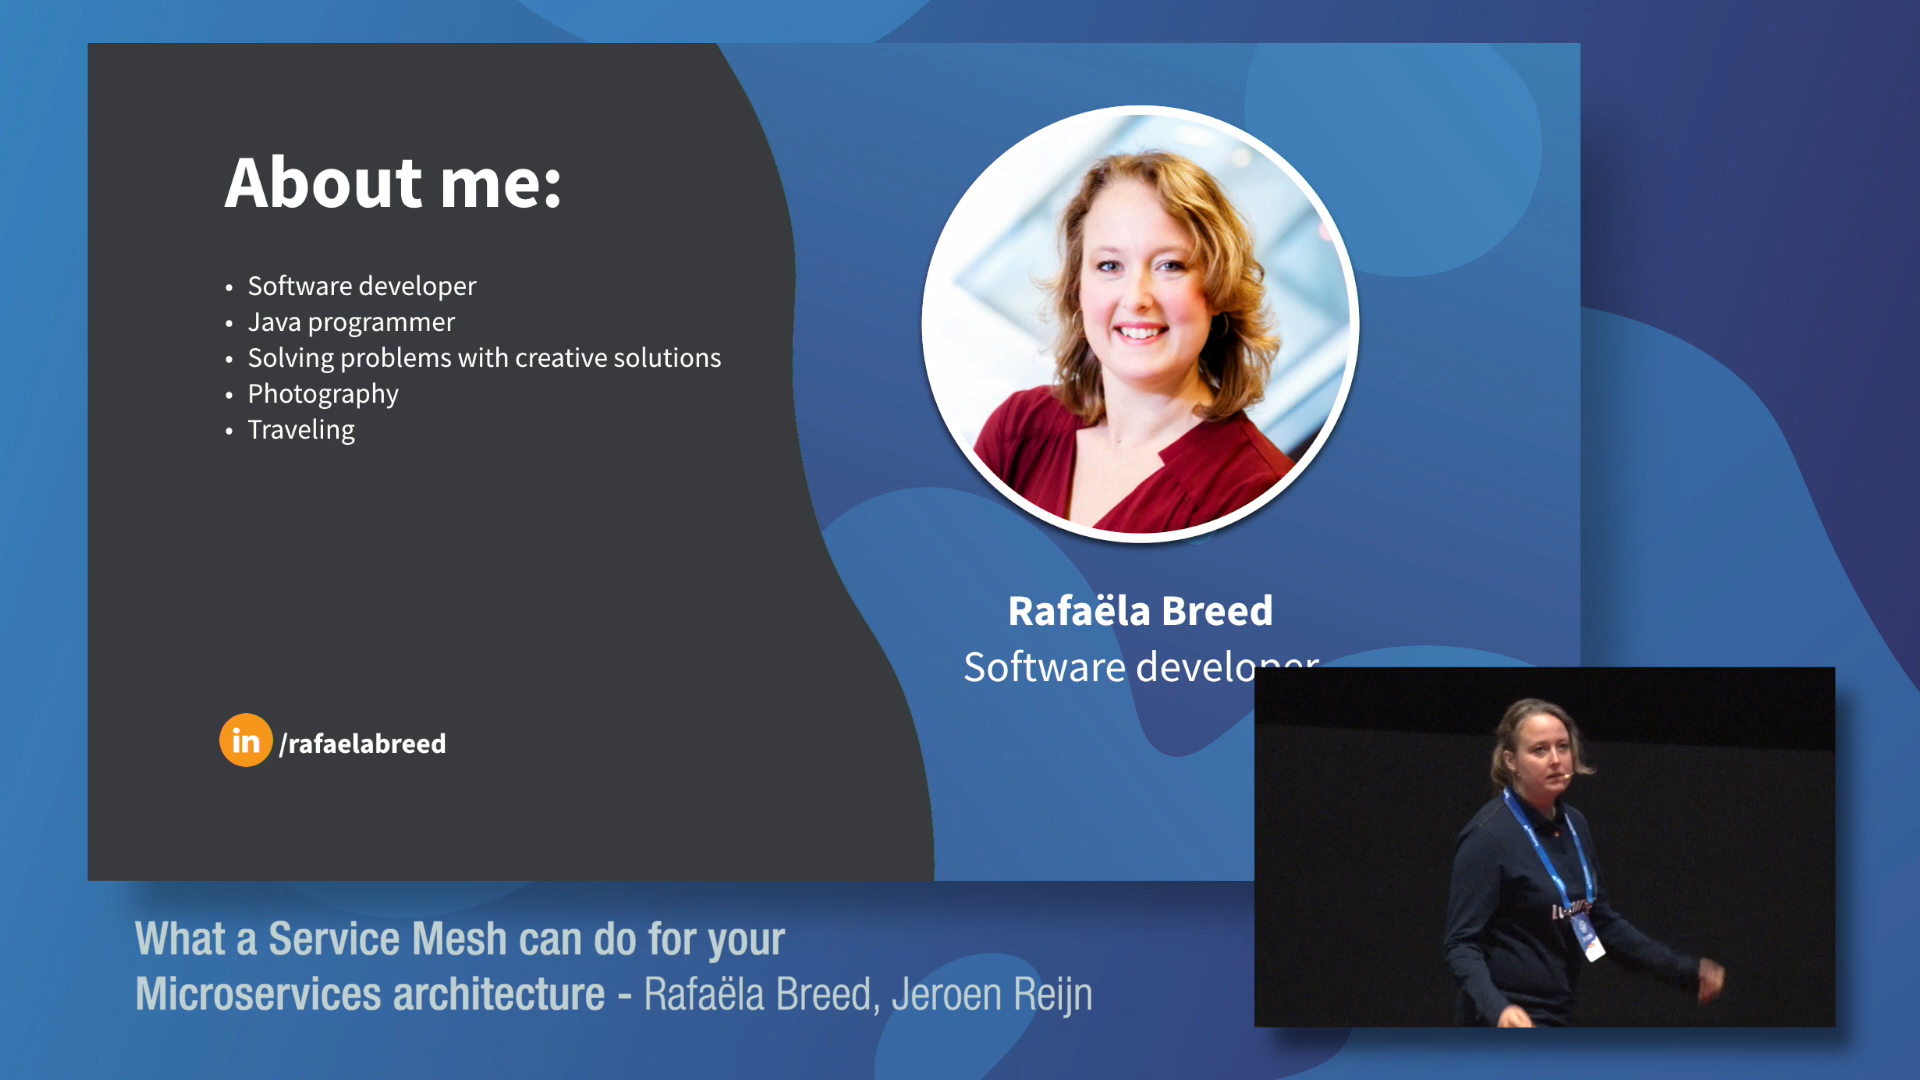 About me:
• Software developer
• Java programmer
• Solving problems with creative solutions
• Photography
• Traveling
in /rafaelabreed
Rafaëla Breed
Software developer
What a Service Mesh can do for your
Microservices architecture - Rafaëla Breed, Jeroen Reijn